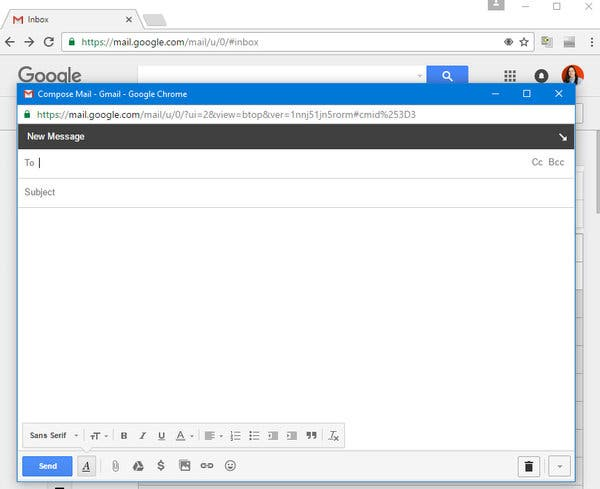 Inbox
https://mail.google.com/mail/u/0/#inbox
Google
Compose Mail - Gmail - Google Chrome
https://mail.google.com/mail/u/0/?ui=2&view=btop&ver=1nnj51jn5rorm#cmid%253D3
New Message
To
Cc Bcc
Subject
Sans Serif
Send